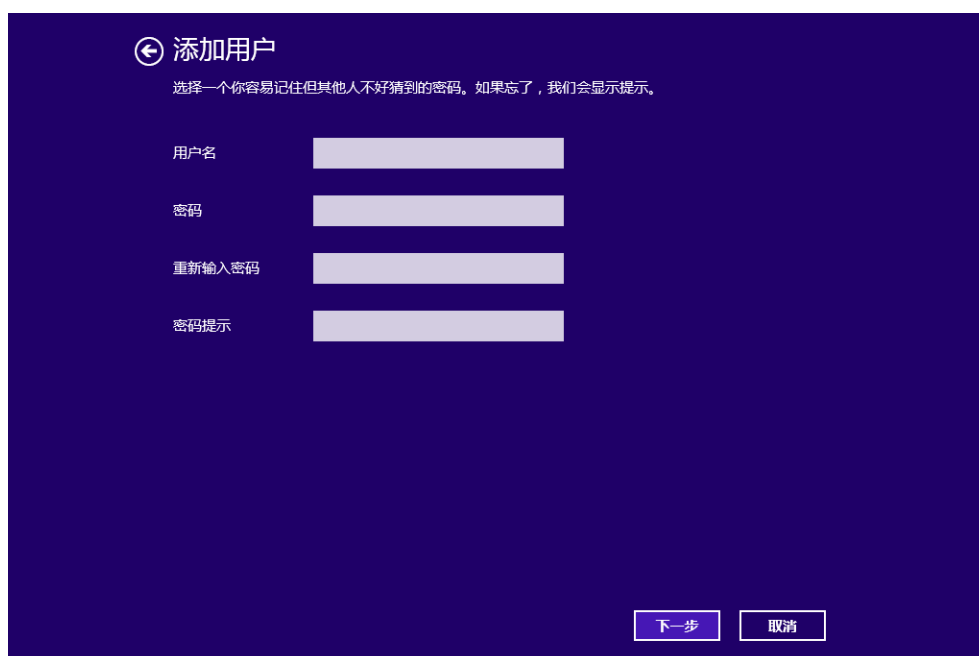 添加用户
选择一个你容易记住但其他人不好猜到的密码。如果忘了，我们会显示提示。
用户名
密码
重新输入密码
密码提示
下一步
取消